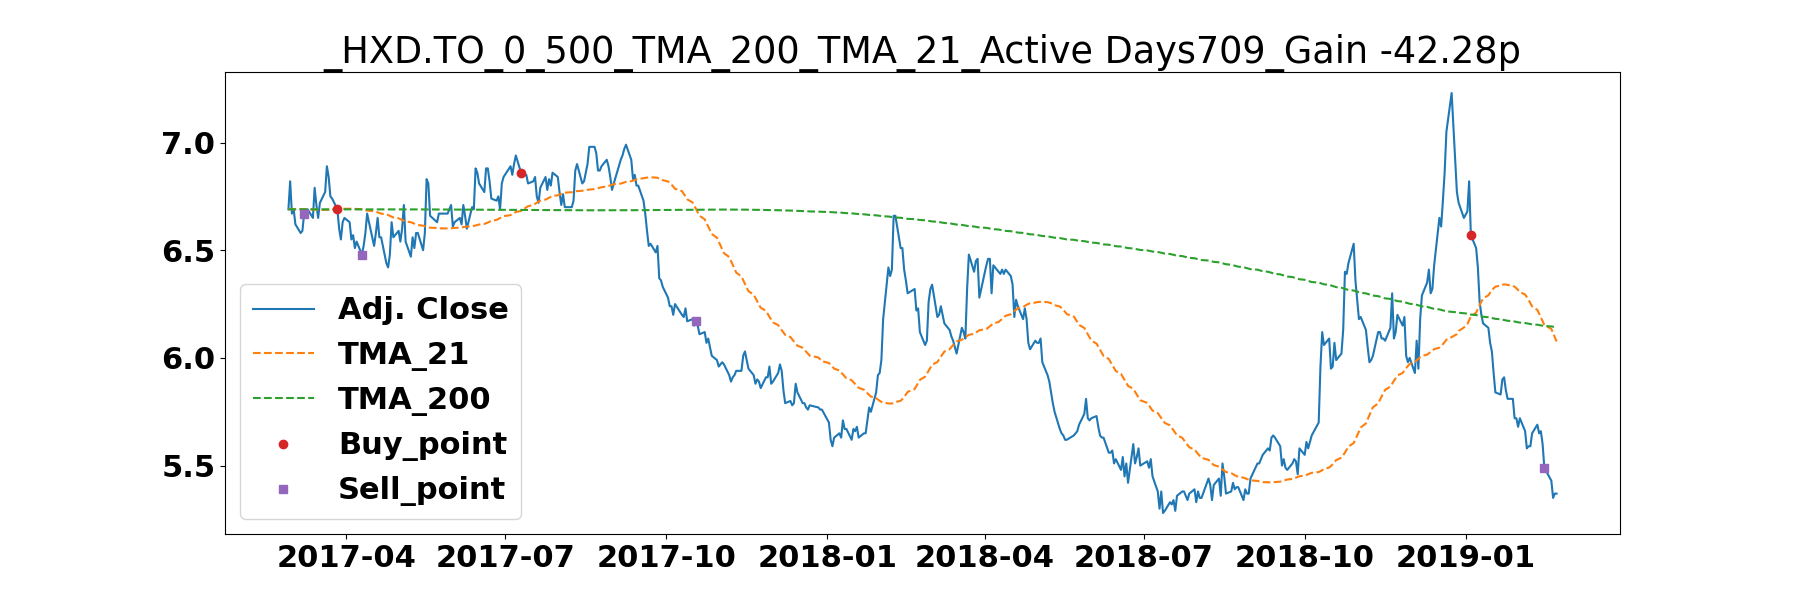 _HXD.TO_0_500_TMA_200_TMA_21_Active Days709_Gain -42.28p
7.0
6.5
6.0
5.5
Adj. Close
TMA_21
TMA_200
Buy_point
Sell_point
2017-04 2017-07 2017-10 2018-01 2018-04 2018-07 2018-10 2019-01